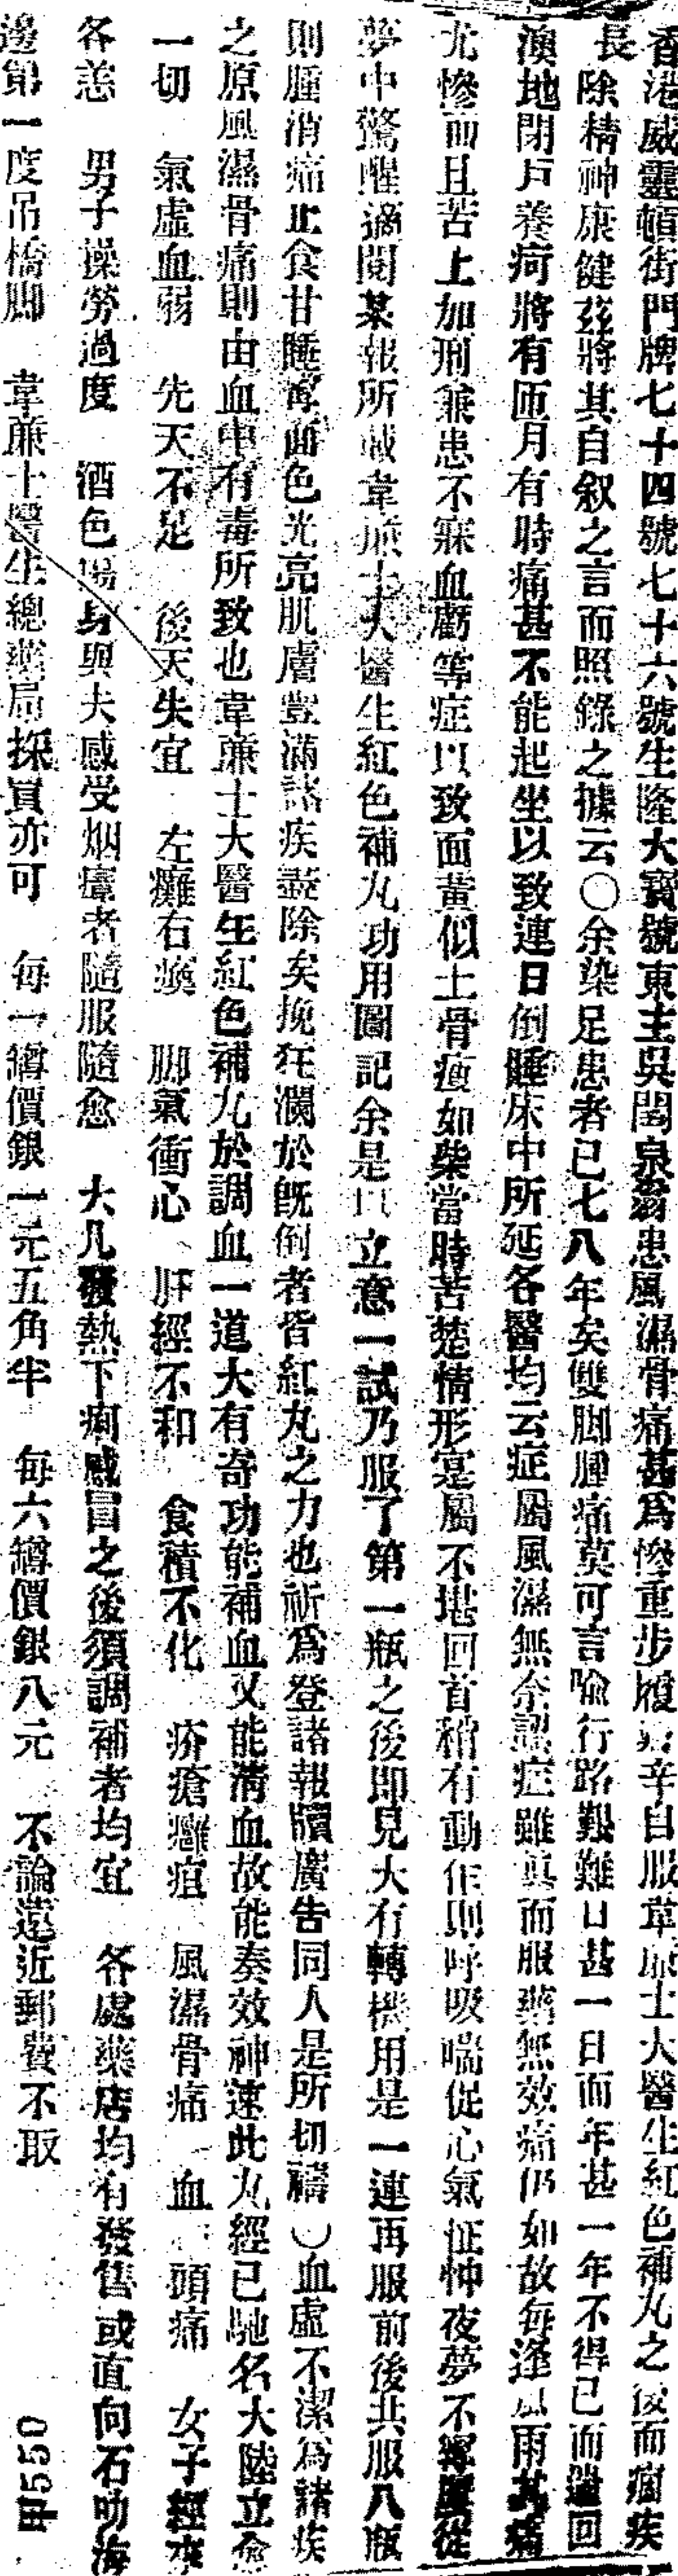 香港威靈頓街門牌七十四號七十六號生隆大寶號東主吳閏泉翁患風濕骨痛甚為慘重步履艱辛自服韋廉士大醫生紅色補丸之後而痼疾
長除精神康健茲將其自叙之言而照錄之據云〇余染足患者已七八年矣雙脚腫痛莫可言喻行路艱難日甚一日而年甚一年不得已而遄回
澳地閉戶養疴將有匝月有時痛甚不能起坐以致連日倒睡床中所延各醫均云症屬風濕無余認症雖真而服藥無效痛仍如故每逢風雨其痛
尤慘而且苦上加刑兼患不寐血虧等症以致面黃似土骨瘦如柴當時苦楚情形寔屬不堪回首稍有動作則呼吸喘促心氣怔忡夜夢不寧屢從
夢中驚醒適閱某報所載韋廉士大醫生紅色補丸功用圖記余是以立意一試乃服了第一瓶之後即見大有轉機用是一連再服前後共服八瓶
則腫消痛止食甘睡寧面色光亮肌膚豐滿諸疾盡除矣挽狂瀾於既倒者皆紅丸之力也祈為登諸報牘廣告同人是所切禱〇血虛不潔為諸疾
之原風濕骨痛則由血中有毒所致也韋廉士大醫生紅色補丸於調血一道大有奇功能補血又能清血故能奏效神速此丸經已馳名大陸立愈
一切 氣虛血弱 先天不足 後天失宜 左癱右瘓 脚氣衝心 肝經不和 食積不化 疥瘡癰疽 風濕骨痛 血 頭痛 女子經水
各恙 男子操勞過度 酒色傷身與夫感受烟瘴者隨服隨愈 大凡發熱下痢感冒之後須調補者均宜 各處藥店均有發售或直向石叻海
邊第一度吊橋脚 韋廉士醫生總藥局採買亦可 每一罇價銀一元五角半 每六罇價銀八元 不論遠近郵費不取 甲550